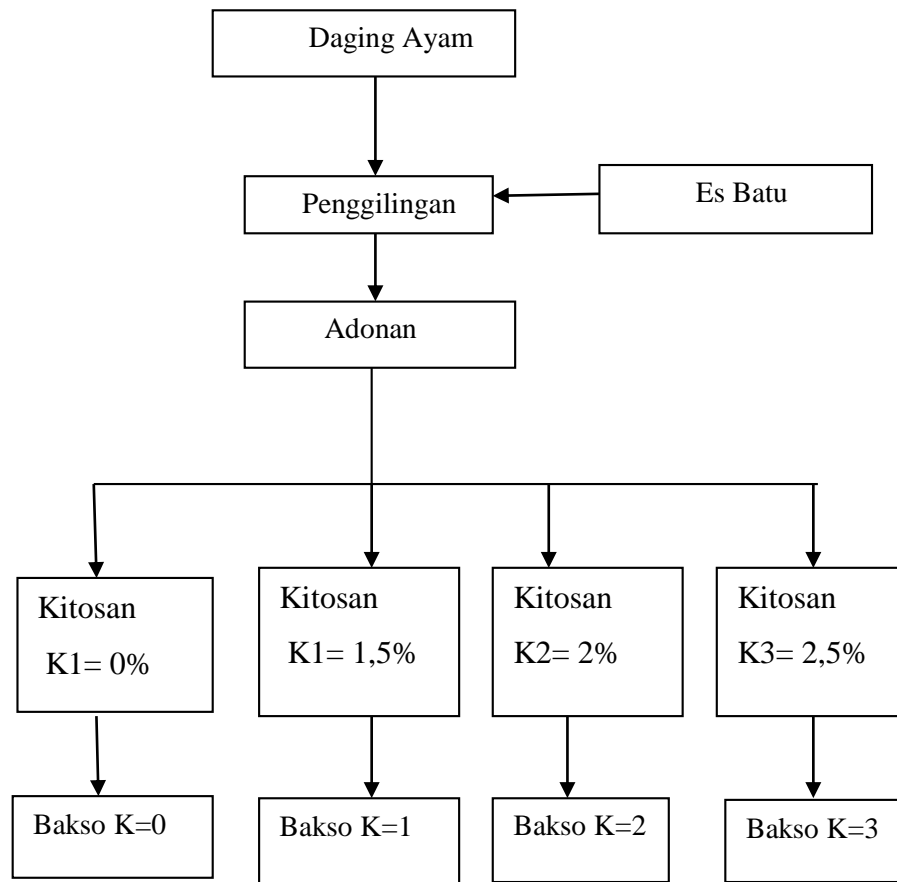 Daging Ayam
Penggilingan
Es Batu
Adonan
Kitosan
K1= 0%
Kitosan
K1= 1,5%
Kitosan
K2= 2%
Kitosan
K3= 2,5%
Bakso K=0
Bakso K=1
Bakso K=2
Bakso K=3